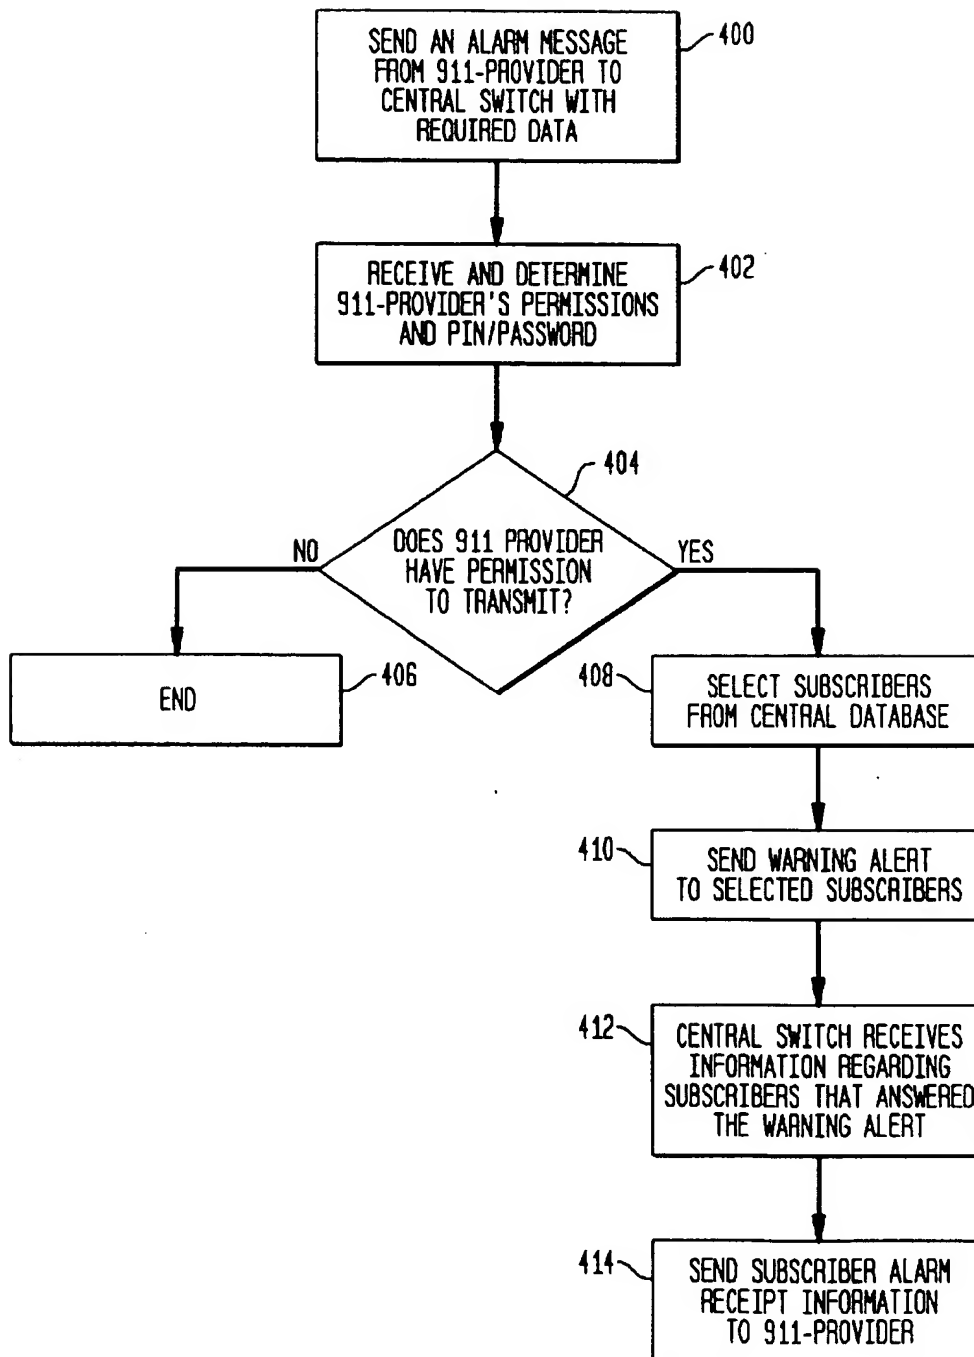 SEND AN ALARM MESSAGE
FROM 911-PROVIDER TO
CENTRAL SWITCH WITH
REQUIRED DATA
400
RECEIVE AND DETERMINE
911-PROVIDER'S PERMISSIONS
AND PIN/PASSWORD
402
404
DOES 911 PROVIDER
HAVE PERMISSION
TO TRANSMIT?
NO
YES
END
406
408
SELECT SUBSCRIBERS
FROM CENTRAL DATABASE
410
SEND WARNING ALERT
TO SELECTED SUBSCRIBERS
412
CENTRAL SWITCH RECEIVES
INFORMATION REGARDING
SUBSCRIBERS THAT ANSWERED
THE WARNING ALERT
414
SEND SUBSCRIBER ALARM
RECEIPT INFORMATION
TO 911-PROVIDER